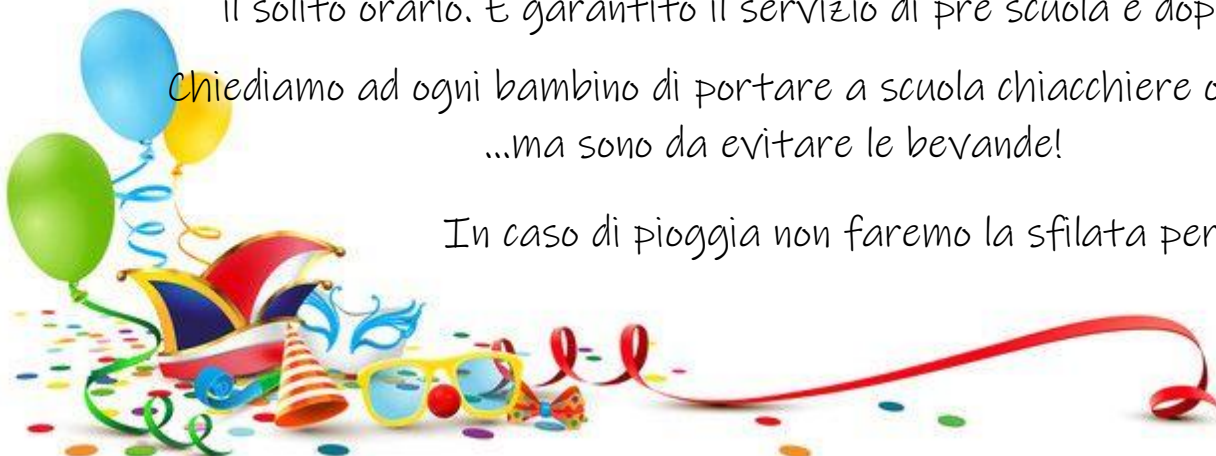 il solito orario. È garantito il servizio di pre scuola e dop
Chiediamo ad ogni bambino di portare a scuola chiacchiere o
...ma sono da evitare le bevande!
In caso di pioggia non faremo la sfilata per